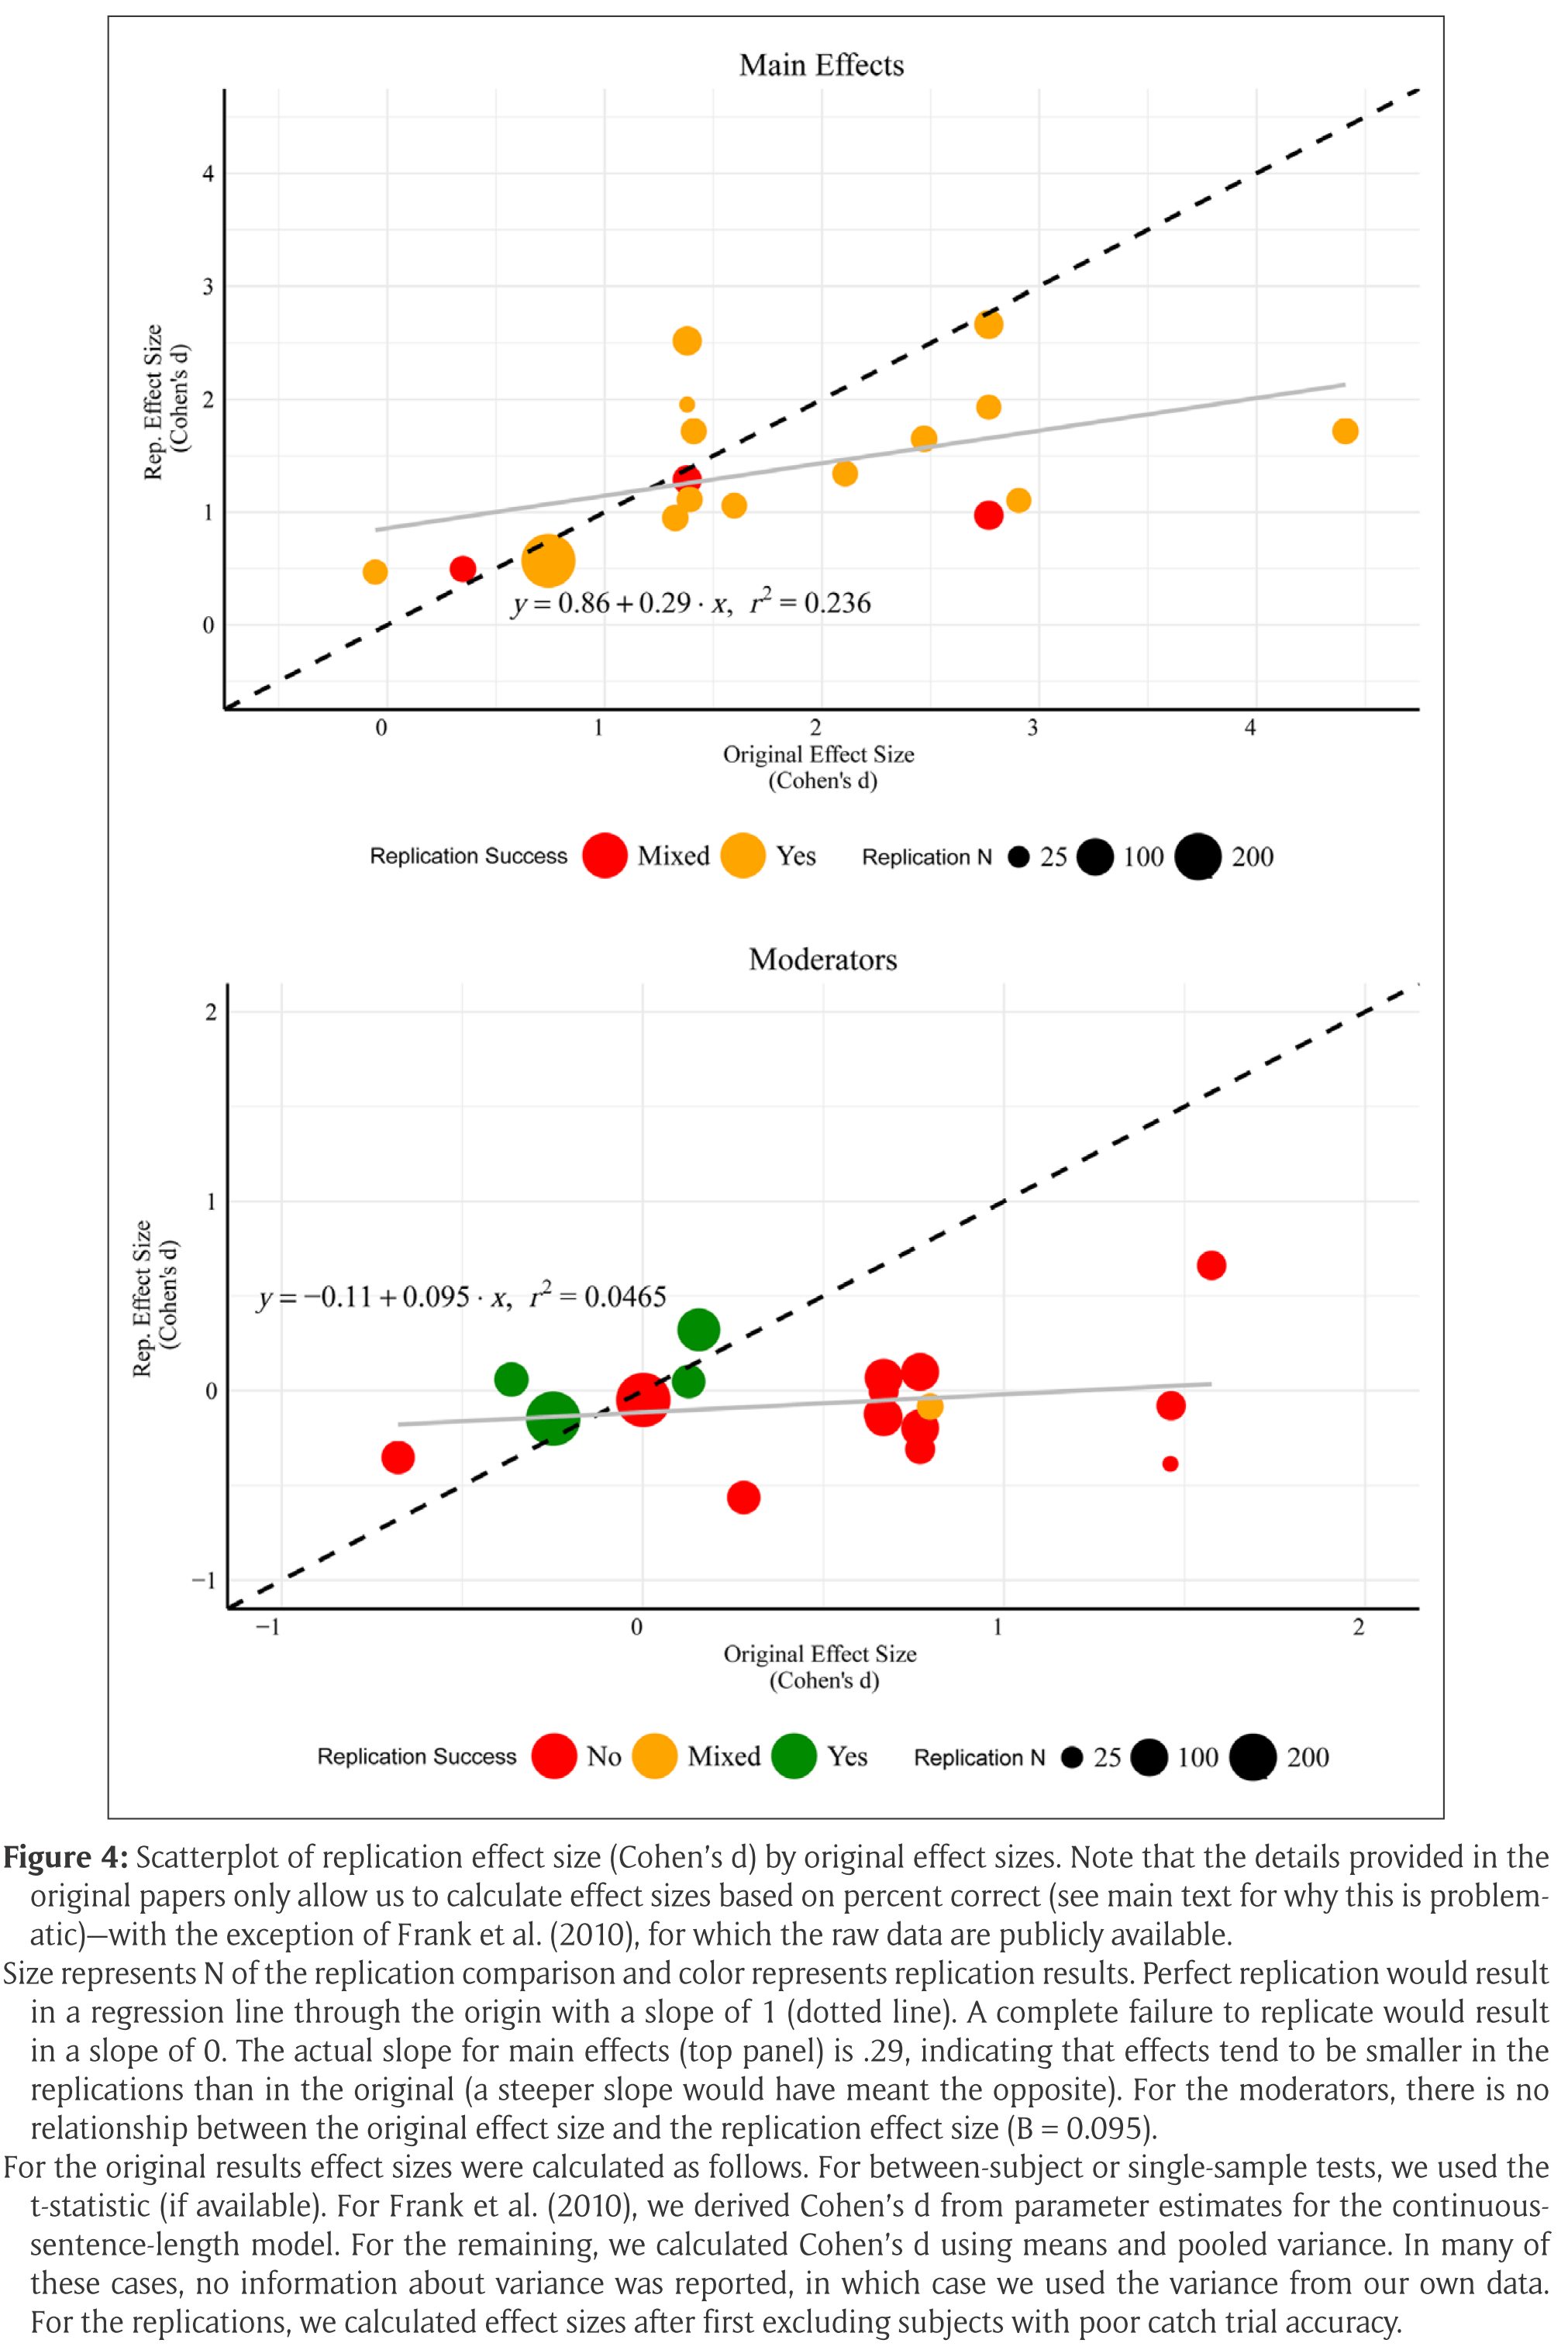 Main Effects
4
3
2
1
0
Rep. Effect Size
(Cohen's d)
y = 0.86 + 0.29 · x, r² = 0.236
0 1 2 3 4
Original Effect Size
(Cohen's d)
Replication Success Mixed Yes Replication N 25 100 200
Moderators
2
1
0
−1
Rep. Effect Size
(Cohen's d)
y = −0.11 + 0.095 · x, r² = 0.0465
−1 0 1 2
Original Effect Size
(Cohen's d)
Replication Success No Mixed Yes Replication N 25 100 200
Figure 4: Scatterplot of replication effect size (Cohen’s d) by original effect sizes. Note that the details provided in the
original papers only allow us to calculate effect sizes based on percent correct (see main text for why this is problem-
atic)—with the exception of Frank et al. (2010), for which the raw data are publicly available.
Size represents N of the replication comparison and color represents replication results. Perfect replication would result
in a regression line through the origin with a slope of 1 (dotted line). A complete failure to replicate would result
in a slope of 0. The actual slope for main effects (top panel) is .29, indicating that effects tend to be smaller in the
replications than in the original (a steeper slope would have meant the opposite). For the moderators, there is no
relationship between the original effect size and the replication effect size (B = 0.095).
For the original results effect sizes were calculated as follows. For between-subject or single-sample tests, we used the
t-statistic (if available). For Frank et al. (2010), we derived Cohen’s d from parameter estimates for the continuous-
sentence-length model. For the remaining, we calculated Cohen’s d using means and pooled variance. In many of
these cases, no information about variance was reported, in which case we used the variance from our own data.
For the replications, we calculated effect sizes after first excluding subjects with poor catch trial accuracy.